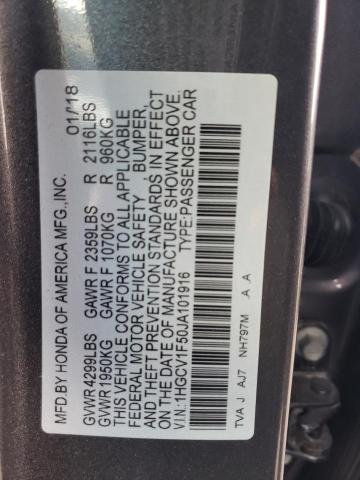 MFD.BY HONDA OF AMERICA MFG.,INC. 01/18
GVWR 4299LBS GAWR F 2359LBS R 2116LBS
GVWR 1950KG GAWR F 1070KG R 960KG
THIS VEHICLE CONFORMS TO ALL APPLICABLE
FEDERAL MOTOR VEHICLE SAFETY BUMPER,
AND THEFT PREVENTION STANDARDS IN EFFECT
ON THE DATE OF MANUFACTURE SHOWN ABOVE.
V.I.N.:1HGCV1F50JA101916 TYPE:PASSENGER CAR
TVA J AJ7 NH797M A A